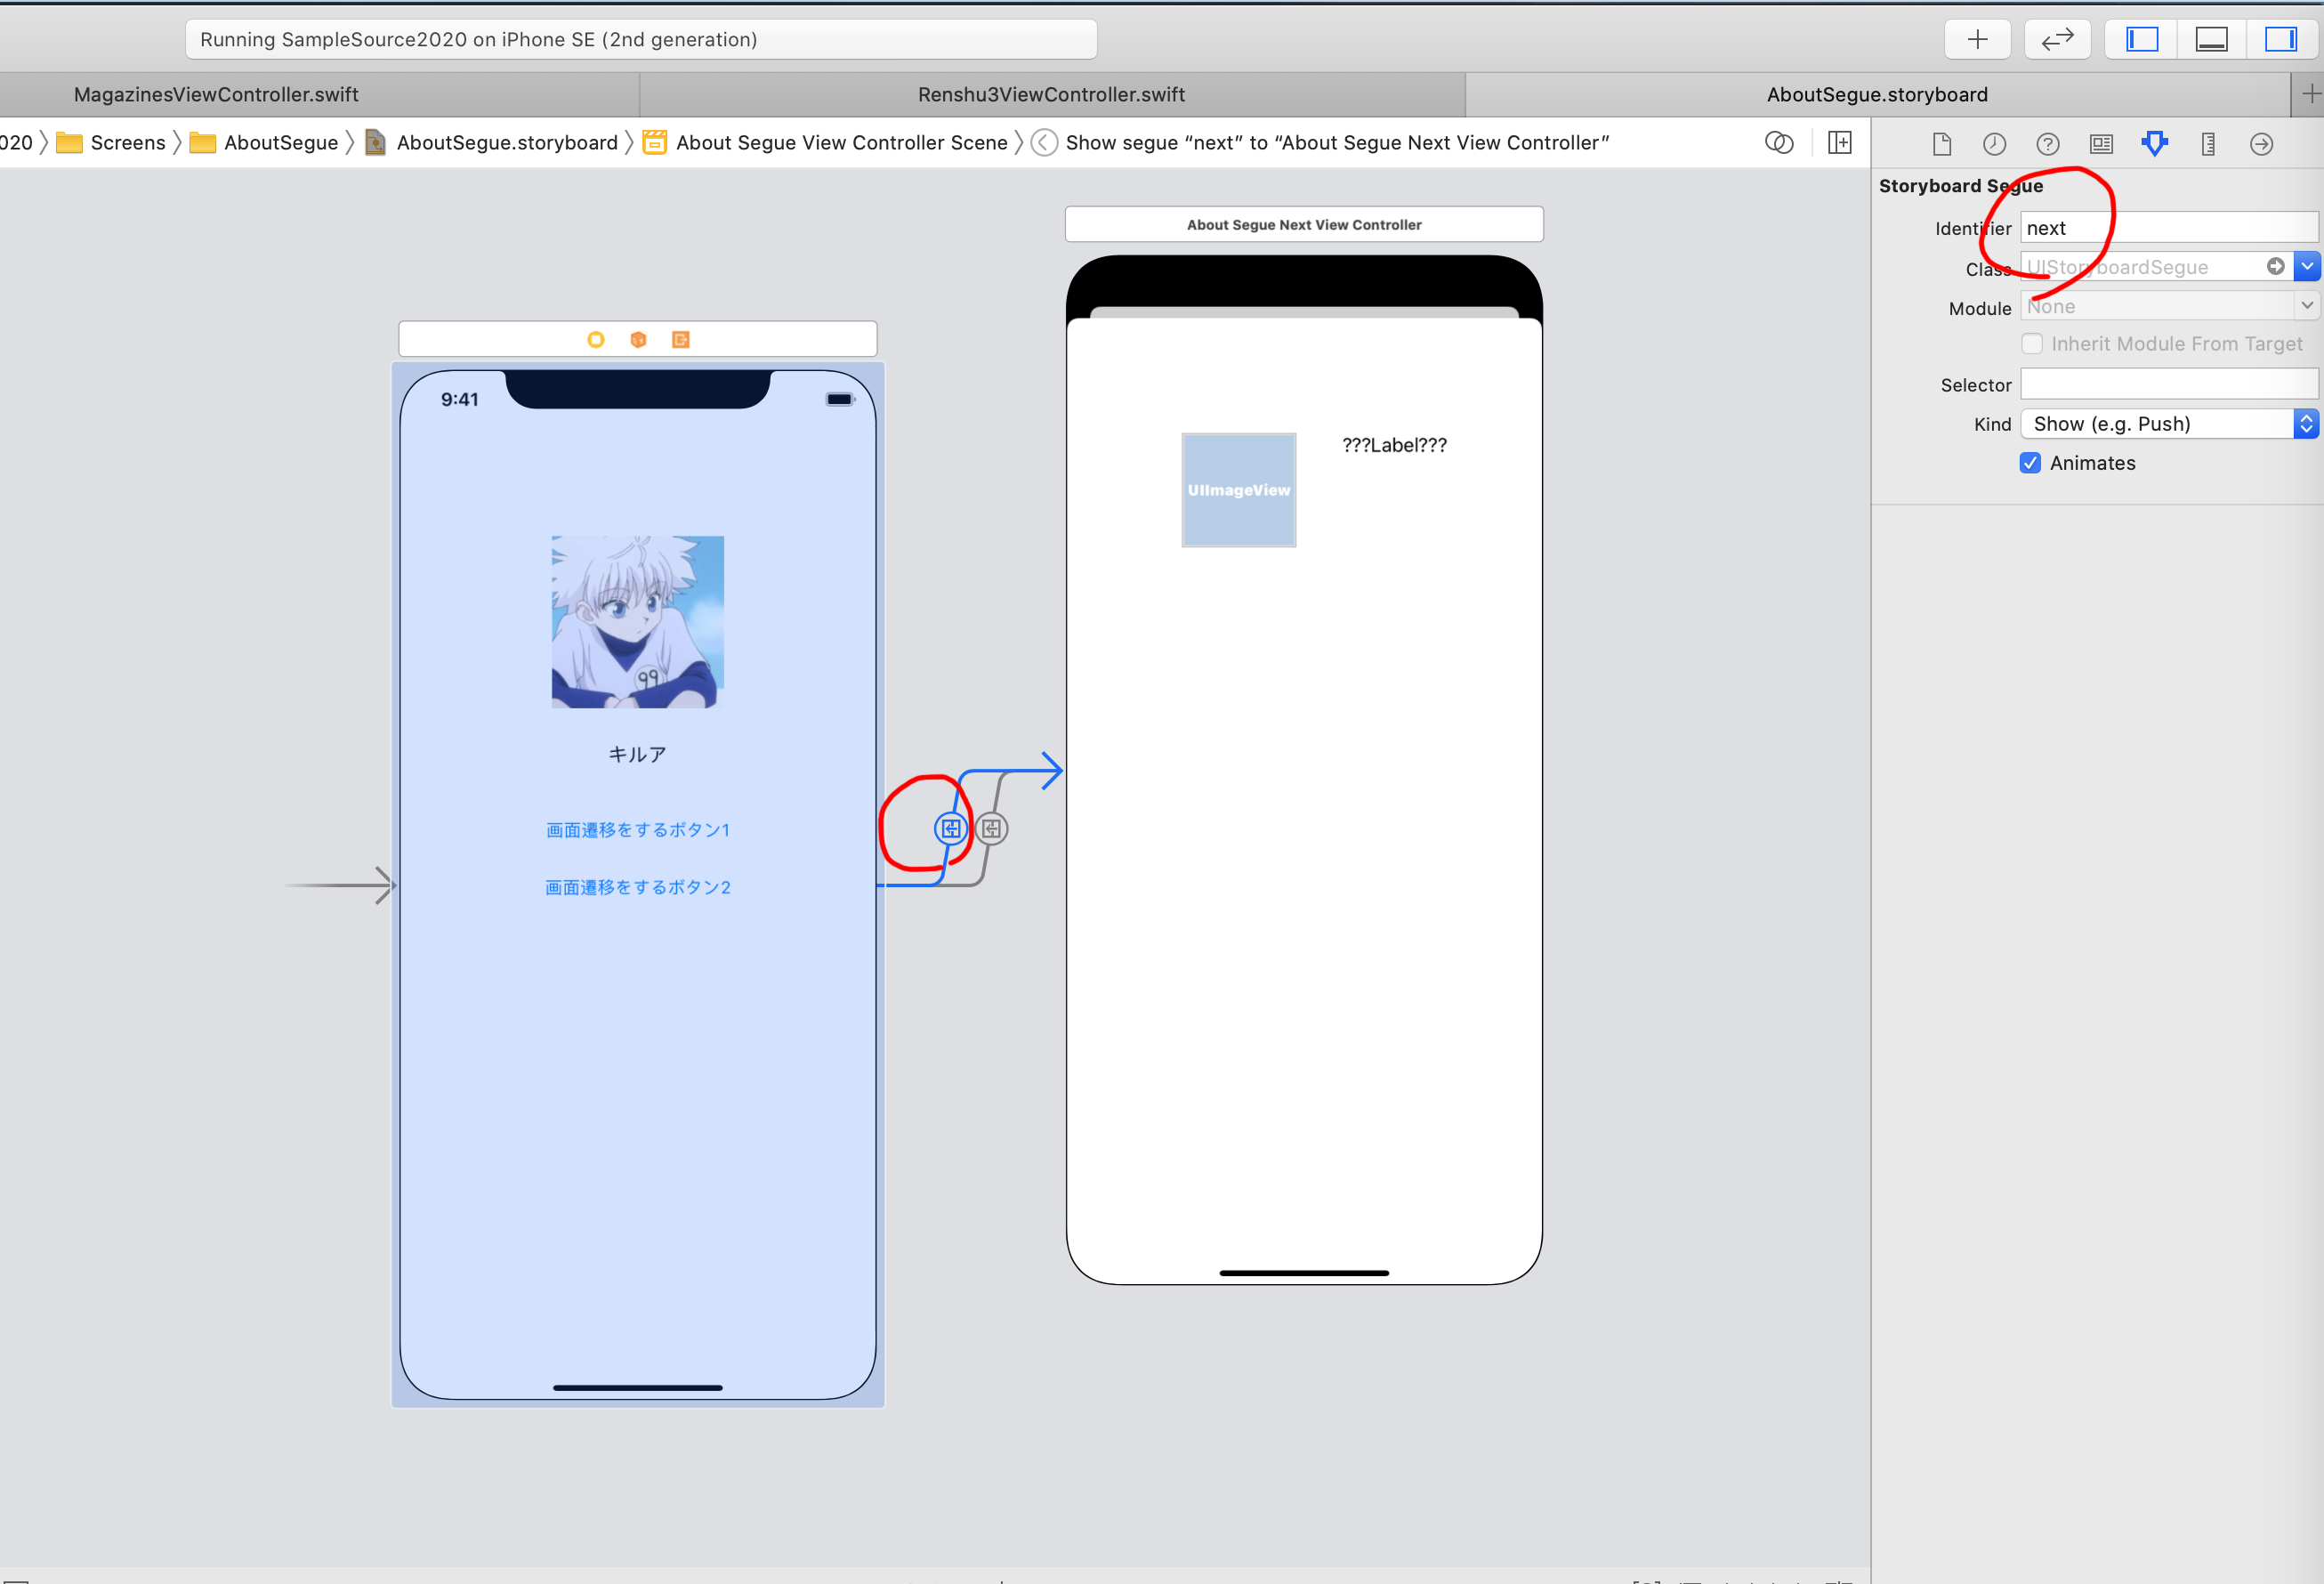 Running SampleSource2020 on iPhone SE (2nd generation)
MagazinesViewController.swift
Renshu3ViewController.swift
AboutSegue.storyboard
020 Screens AboutSegue AboutSegue.storyboard About Segue View Controller Scene Show segue “next” to “About Segue Next View Controller”
Storyboard Segue
Identifier next
Class UIStoryboardSegue
Module None
Inherit Module From Target
Selector
Kind Show (e.g. Push)
Animates
About Segue Next View Controller
9:41
???Label???
UIImageView
99
キルア
画面遷移をするボタン1
画面遷移をするボタン2